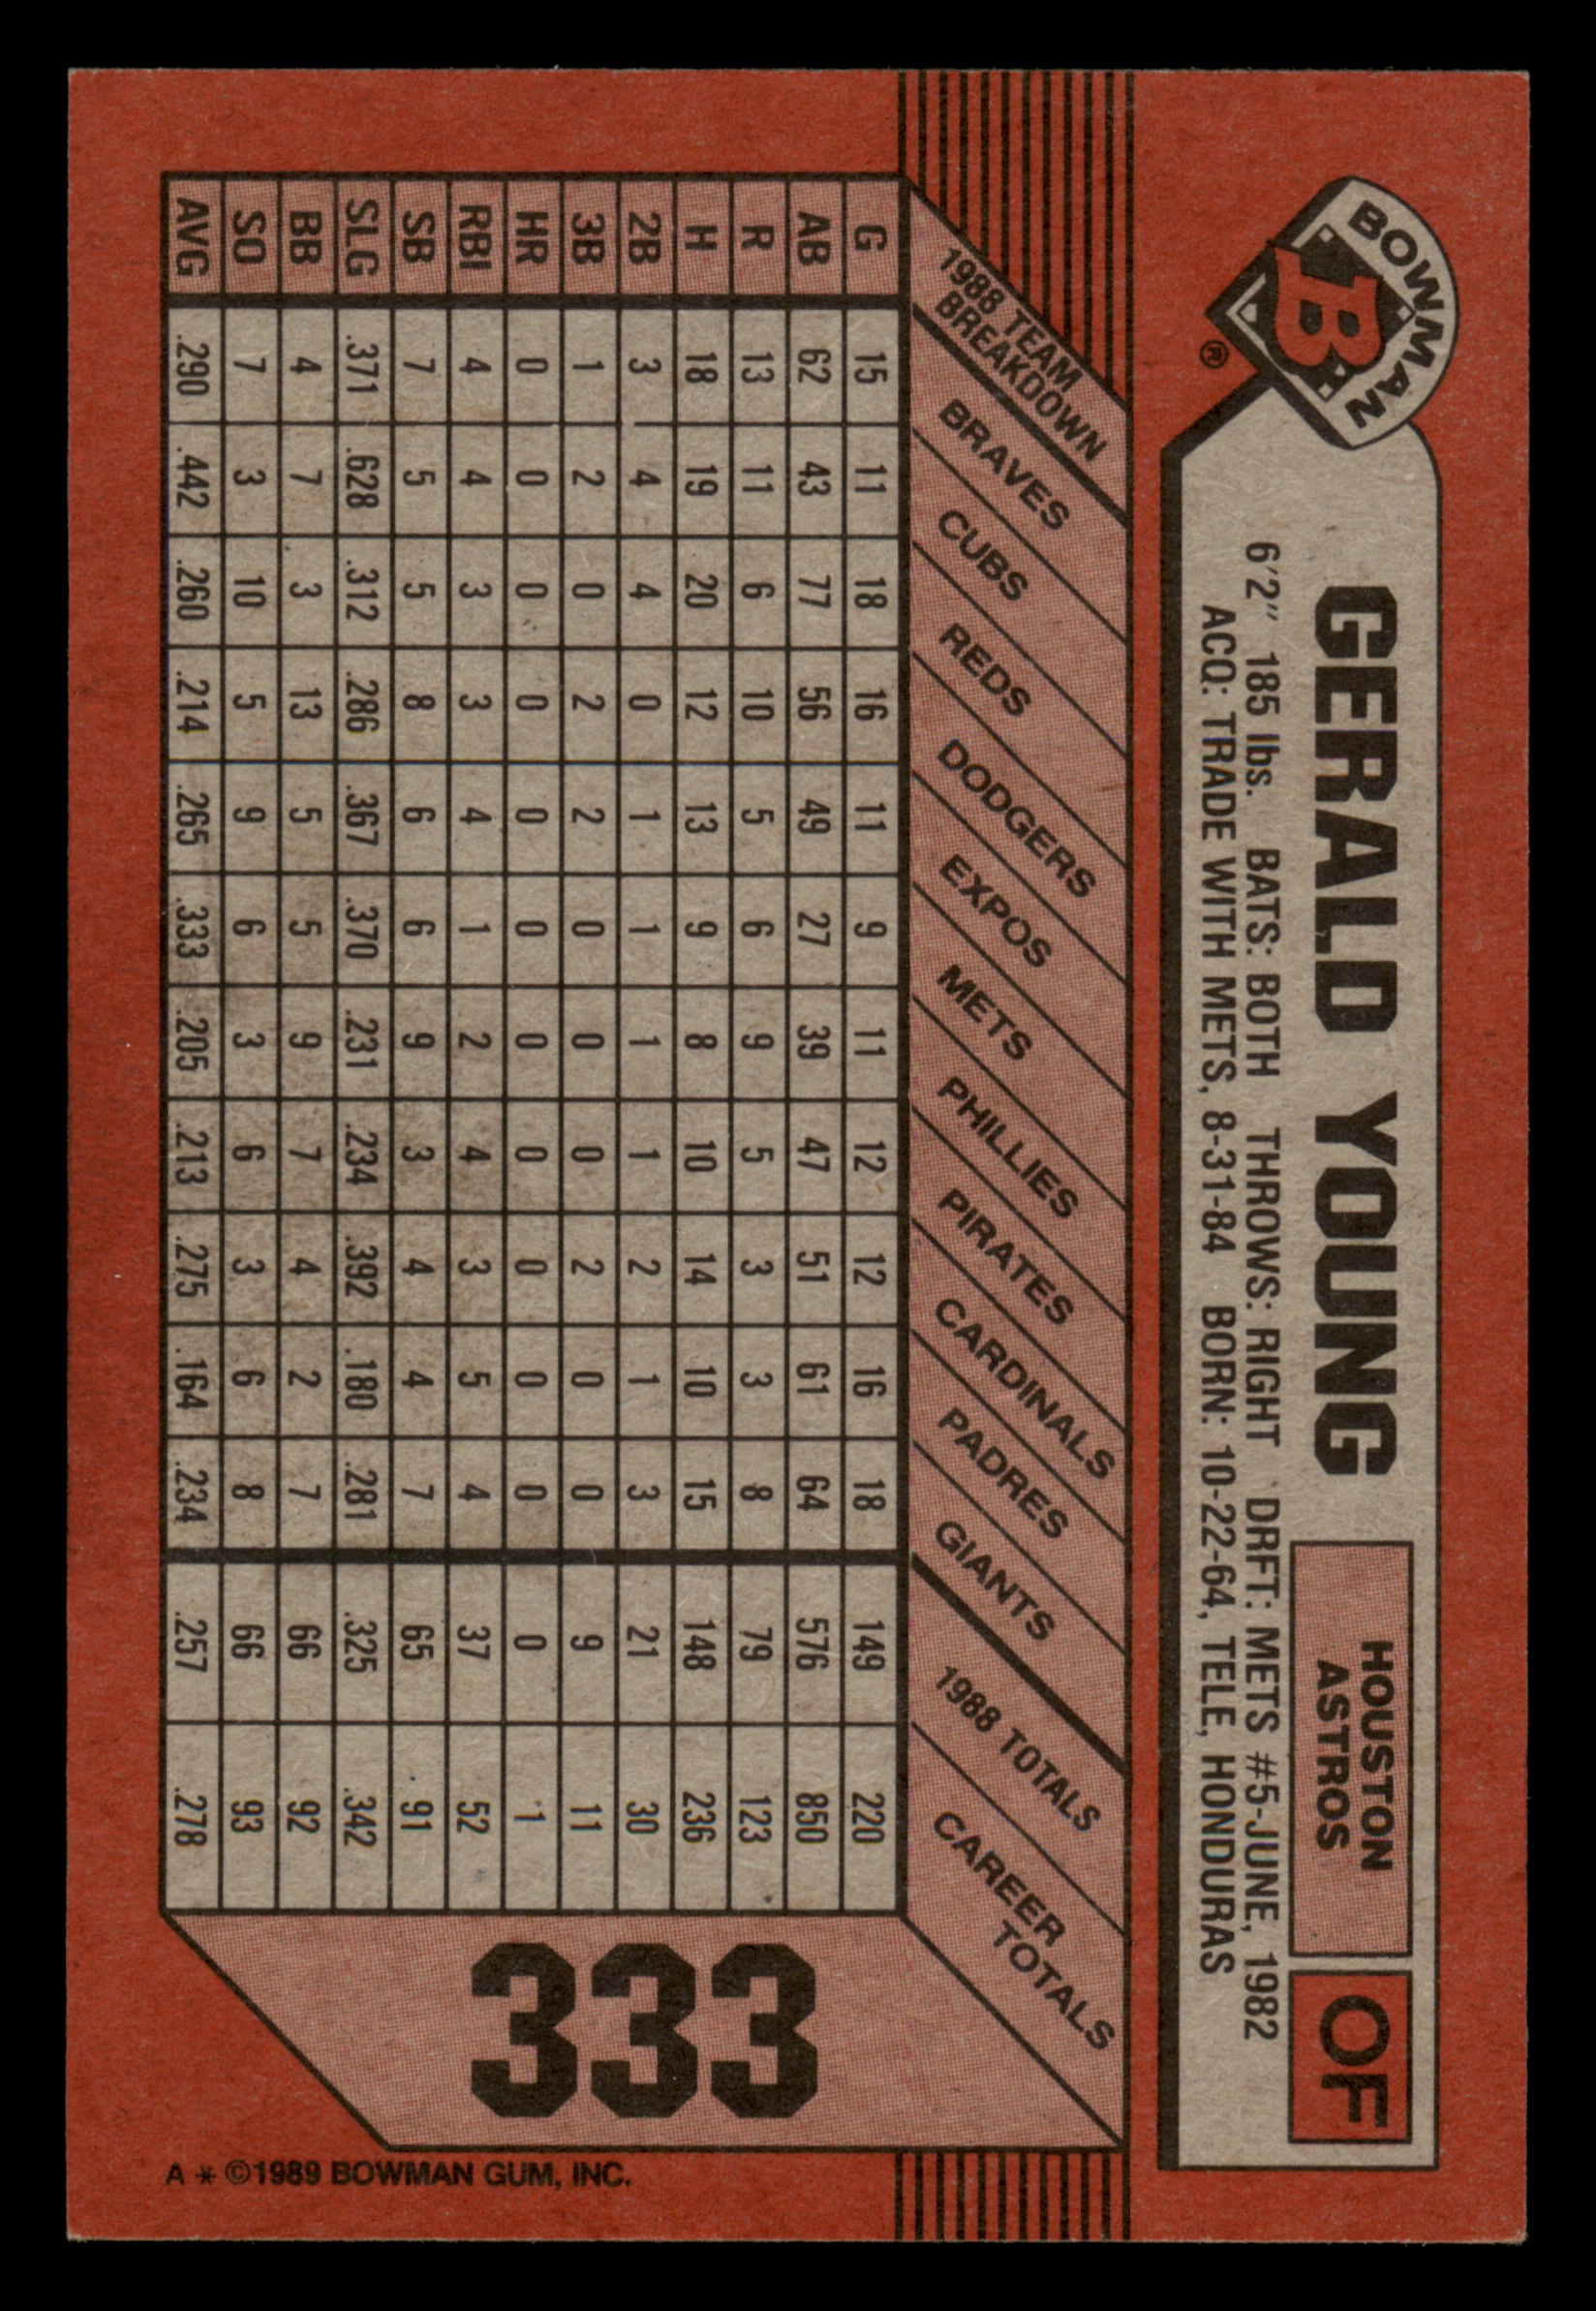 BOWMAN
B
®
GERALD YOUNG
HOUSTON
ASTROS
OF
6'2" 185 lbs. BATS: BOTH THROWS: RIGHT DRFT: METS #5-JUNE, 1982
ACQ: TRADE WITH METS, 8-31-84 BORN: 10-22-64, TELE, HONDURAS
1988 TEAM
BREAKDOWN
BRAVES
CUBS
REDS
DODGERS
EXPOS
METS
PHILLIES
PIRATES
CARDINALS
PADRES
GIANTS
1988 TOTALS
CAREER
TOTALS
G 15 11 18 16 11 9 11 12 12 16 18 149 220
AB 62 43 77 56 49 27 39 47 51 61 64 576 850
R 13 11 6 10 5 6 9 5 3 3 8 79 123
H 18 19 20 12 13 9 8 10 14 10 15 148 236
2B 3 4 4 0 1 1 1 1 2 1 3 21 30
3B 1 2 0 2 2 0 0 0 2 0 0 9 11
HR 0 0 0 0 0 0 0 0 0 0 0 0 1
RBI 4 4 3 3 4 1 2 4 3 5 4 37 52
SB 7 5 5 8 6 6 9 3 4 4 7 65 91
SLG .371 .628 .312 .286 .367 .370 .231 .234 .392 .180 .281 .325 .342
BB 4 7 3 13 5 5 9 7 4 2 7 66 92
SO 7 3 10 5 9 6 3 6 3 6 8 66 93
AVG .290 .442 .260 .214 .265 .333 .205 .213 .275 .164 .234 .257 .278
333
A * ©1989 BOWMAN GUM, INC.